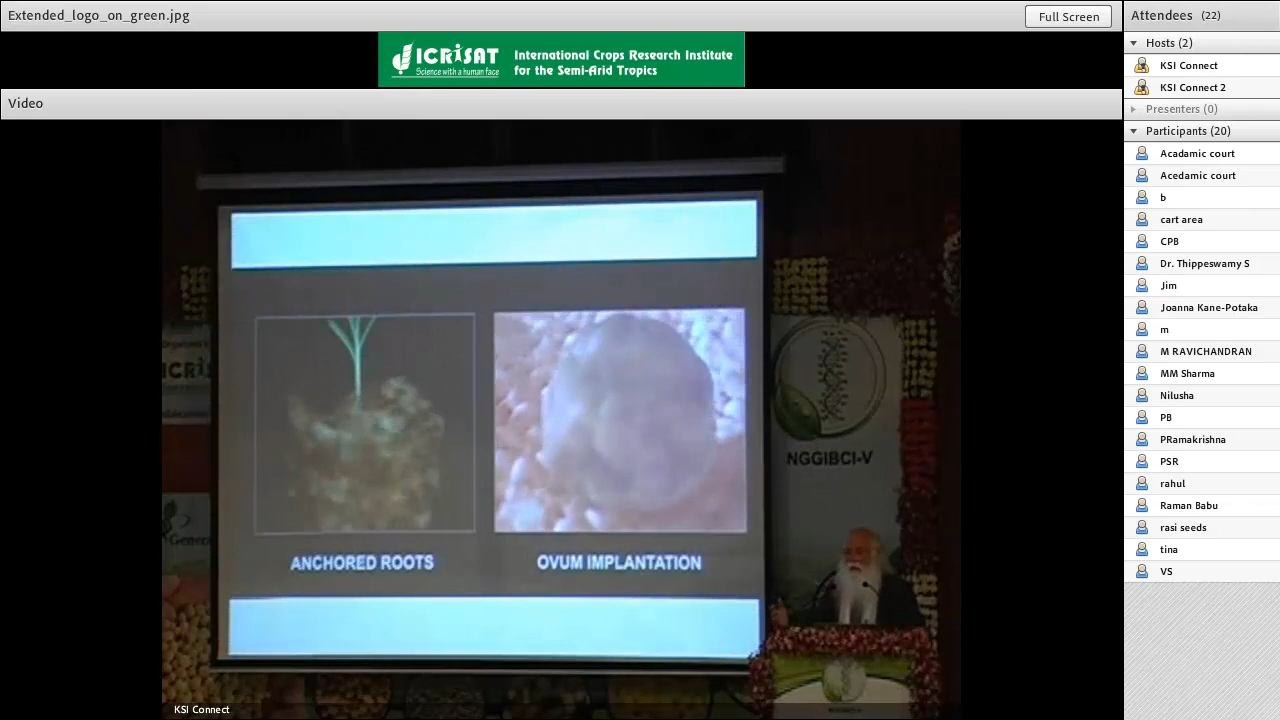 Extended_logo_on_green.jpg
Full Screen
ICRISAT
Science with a human face
International Crops Research Institute
for the Semi-Arid Tropics
Video
ICRIS
ANCHORED ROOTS
OVUM IMPLANTATION
NGGIBCI-V
KSI Connect
Attendees (22)
Hosts (2)
KSI Connect
KSI Connect 2
Presenters (0)
Participants (20)
Acadamic court
Acedamic court
b
cart area
CPB
Dr. Thippeswamy S
Jim
Joanna Kane-Potaka
m
M RAVICHANDRAN
MM Sharma
Nilusha
PB
PRamakrishna
PSR
rahul
Raman Babu
rasi seeds
tina
VS